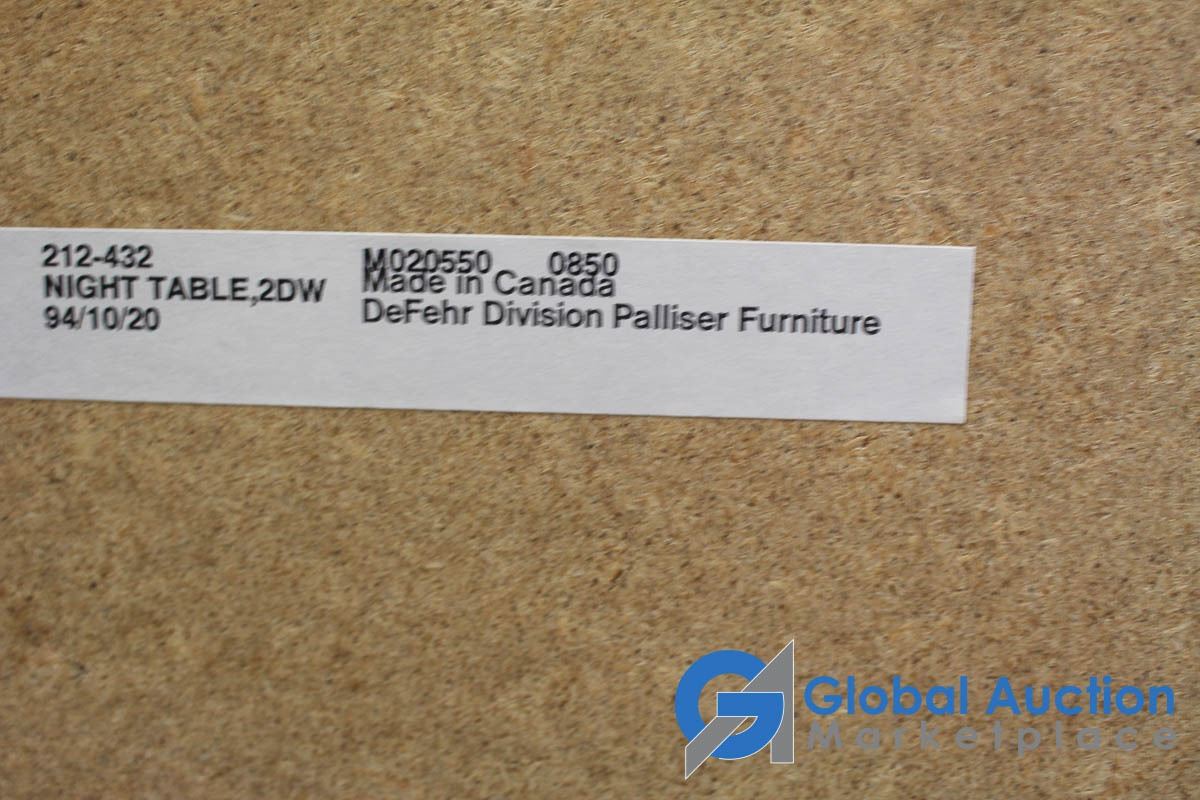 212-432
NIGHT TABLE,2DW
94/10/20
M020550 0850
Made in Canada
DeFehr Division Palliser Furniture
Global Auction
Marketplace